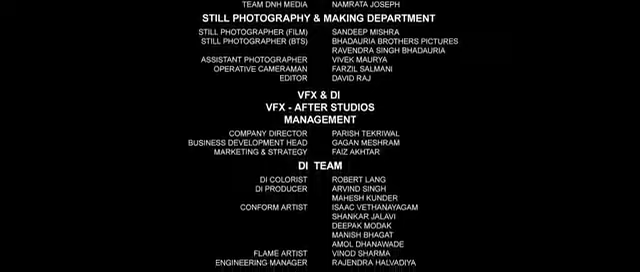 TEAM DNH MEDIA NAMRATA JOSEPH
STILL PHOTOGRAPHY & MAKING DEPARTMENT
STILL PHOTOGRAPHER (FILM) SANDEEP MISHRA
STILL PHOTOGRAPHER (BTS) BHADAURIA BROTHERS PICTURES
RAVENDRA SINGH BHADAURIA
ASSISTANT PHOTOGRAPHER VIVEK MAURYA
OPERATIVE CAMERAMAN FARZIL SALMANI
EDITOR DAVID RAJ
VFX & DI
VFX - AFTER STUDIOS
MANAGEMENT
COMPANY DIRECTOR PARISH TEKRIWAL
BUSINESS DEVELOPMENT HEAD GAGAN MESHRAM
MARKETING & STRATEGY FAIZ AKHTAR
DI TEAM
DI COLORIST ROBERT LANG
DI PRODUCER ARVIND SINGH
MAHESH KUNDER
CONFORM ARTIST ISAAC VETHANAYAGAM
SHANKAR JALAVI
DEEPAK MODAK
MANISH BHAGAT
AMOL DHANAWADE
FLAME ARTIST VINOD SHARMA
ENGINEERING MANAGER RAJENDRA HALVADIYA